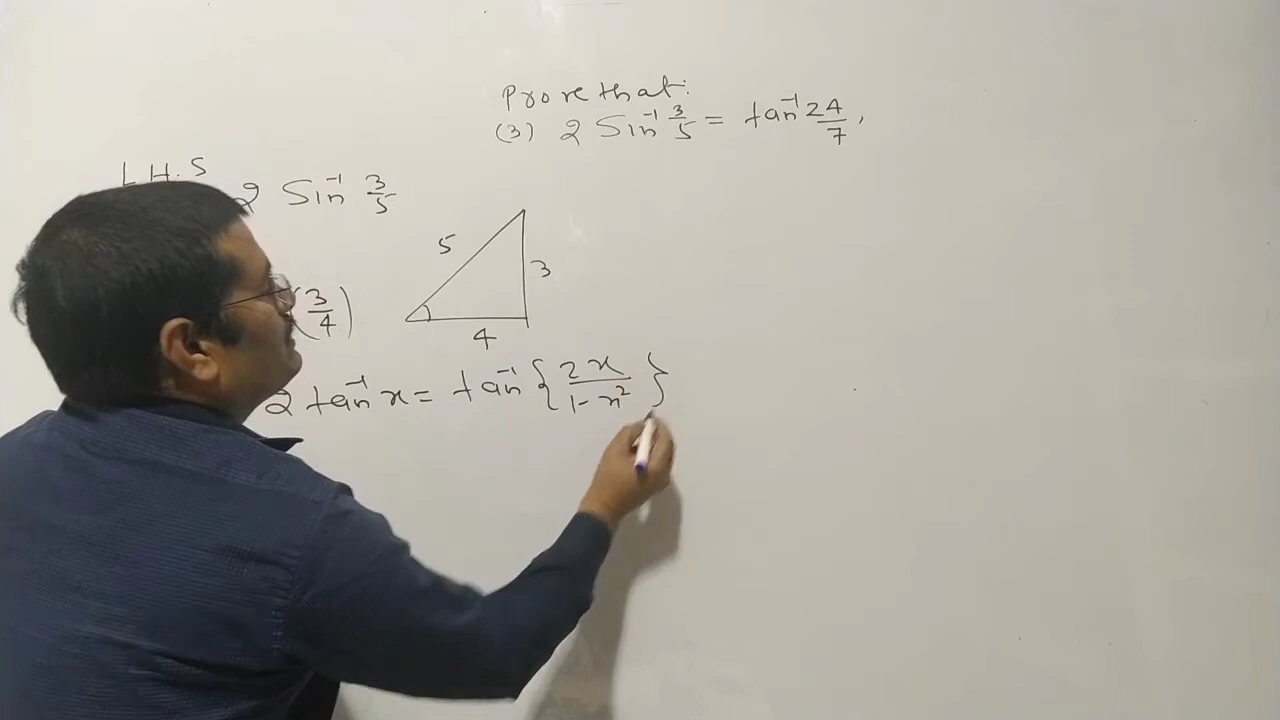 Prove that:
(3) 2 Sin⁻¹ 3/5 = tan⁻¹ 24/7,
L.H.S
2 Sin⁻¹ 3/5
5
3
(3/4)
4
2 tan⁻¹ x = tan⁻¹ {2x/1-x²}